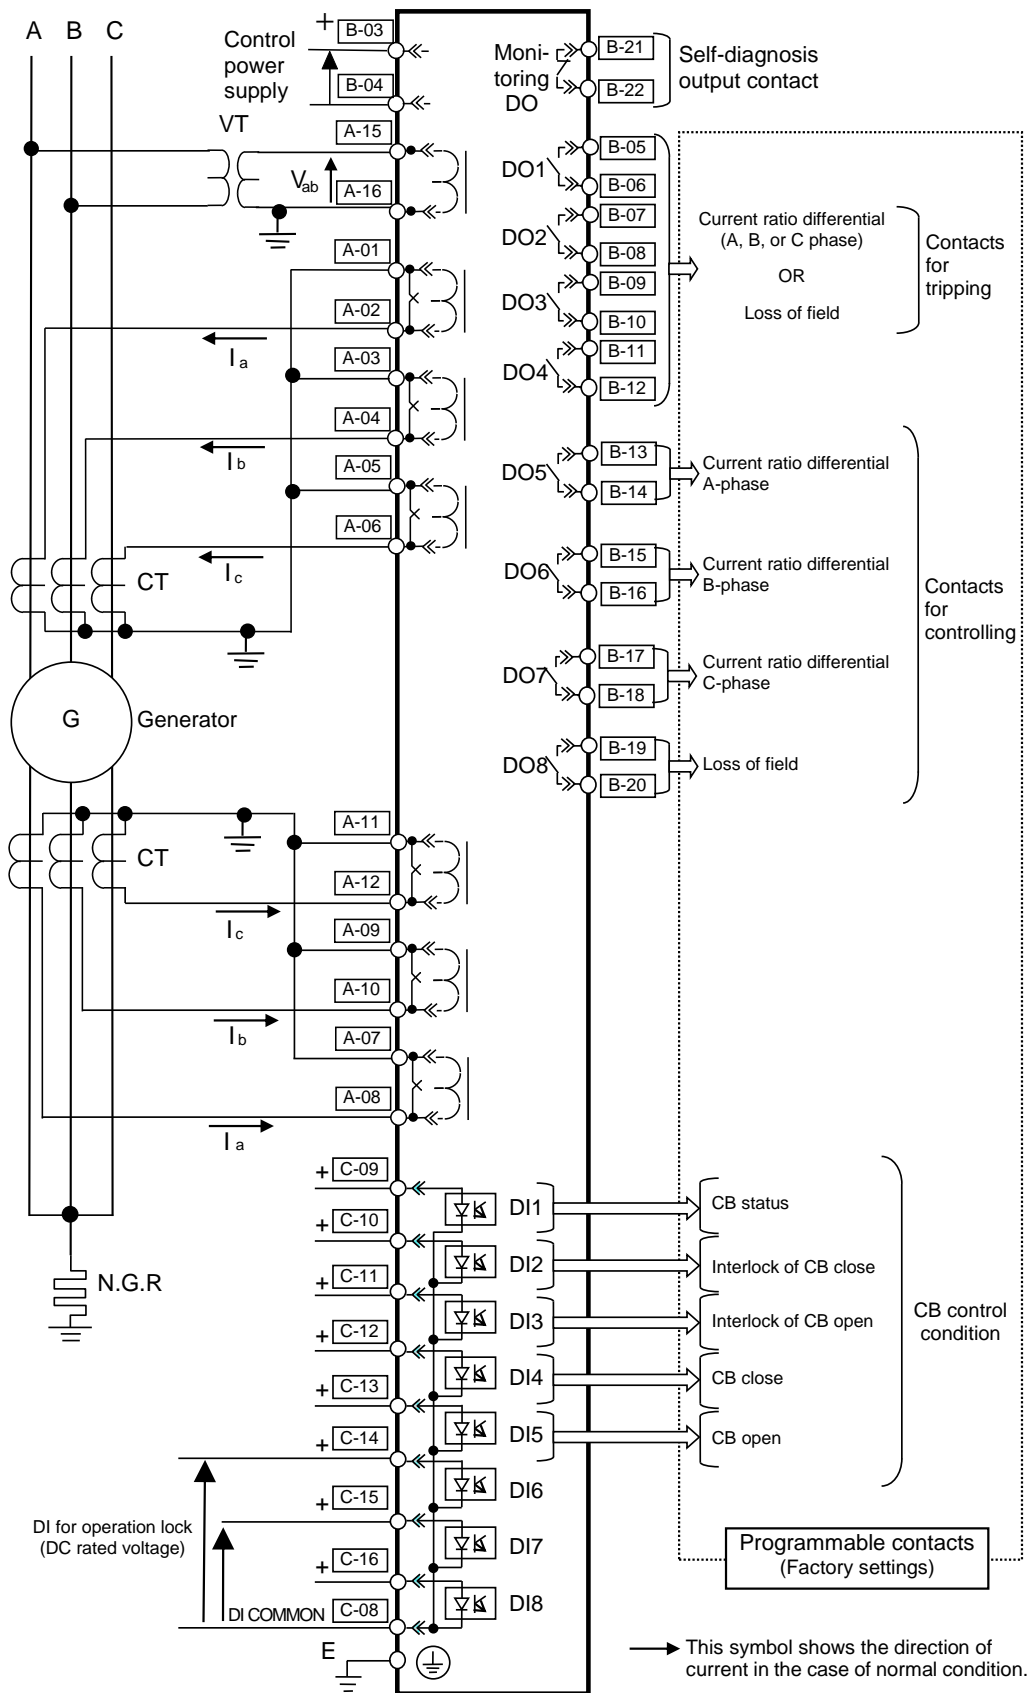 A B C
Control
power
supply
+ B-03
B-04
VT
A-15
Vab
A-16
A-01
A-02
Ia
A-03
A-04
Ib
A-05
A-06
Ic
CT
G
Generator
CT
A-11
A-12
Ic
A-09
A-10
Ib
A-07
A-08
Ia
N.G.R
+ C-09
+ C-10
+ C-11
+ C-12
+ C-13
+ C-14
+ C-15
+ C-16
DI for operation lock
(DC rated voltage)
DI COMMON C-08
E
Moni-
toring
DO
B-21
B-22
Self-diagnosis
output contact
DO1
B-05
B-06
DO2
B-07
B-08
DO3
B-09
B-10
DO4
B-11
B-12
Current ratio differential
(A, B, or C phase)
OR
Loss of field
Contacts
for
tripping
DO5
B-13
B-14
Current ratio differential
A-phase
DO6
B-15
B-16
Current ratio differential
B-phase
DO7
B-17
B-18
Current ratio differential
C-phase
DO8
B-19
B-20
Loss of field
Contacts
for
controlling
DI1
CB status
DI2
Interlock of CB close
DI3
Interlock of CB open
DI4
CB close
DI5
CB open
CB control
condition
DI6
DI7
DI8
Programmable contacts
(Factory settings)
This symbol shows the direction of
current in the case of normal condition.